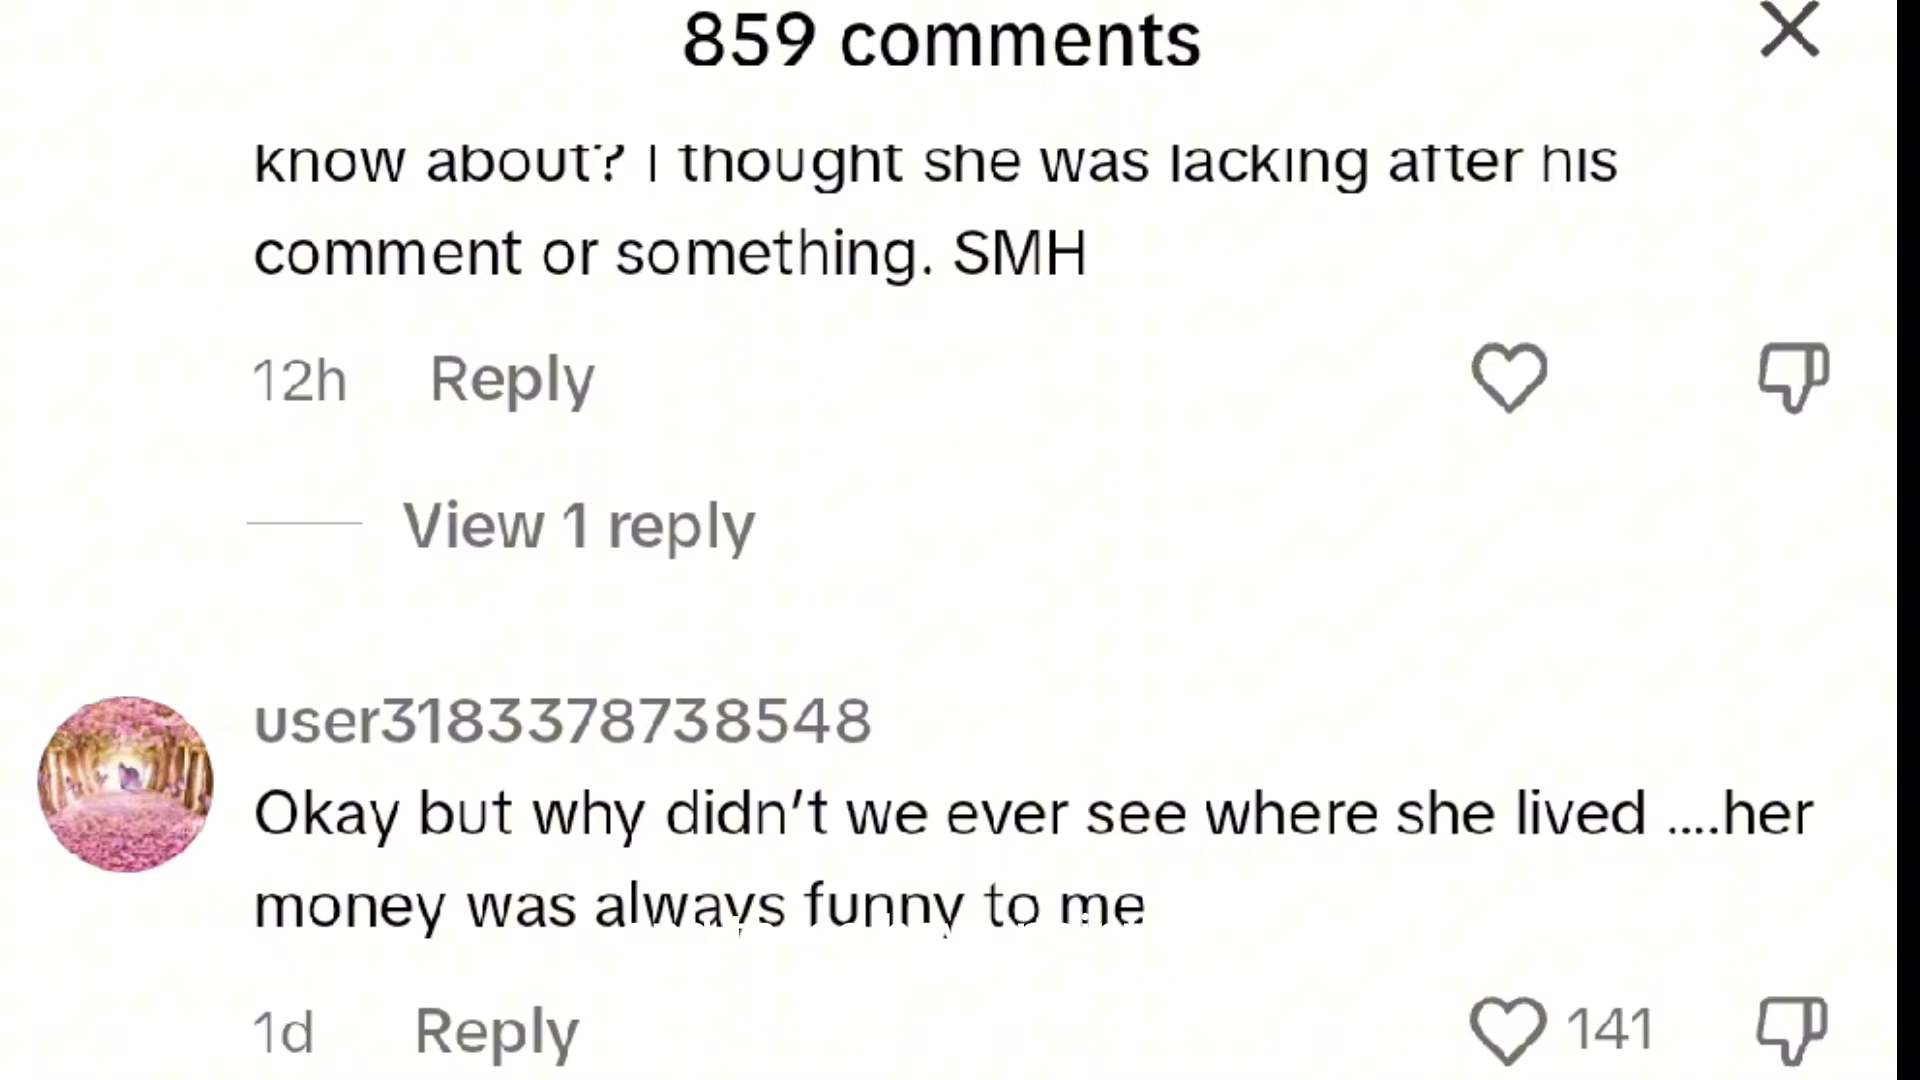 859 comments
know about? I thought she was lacking after his
comment or something. SMH
12h Reply
View 1 reply
user3183378738548
Okay but why didn't we ever see where she lived ....her
money was always funny to me
1d Reply 141